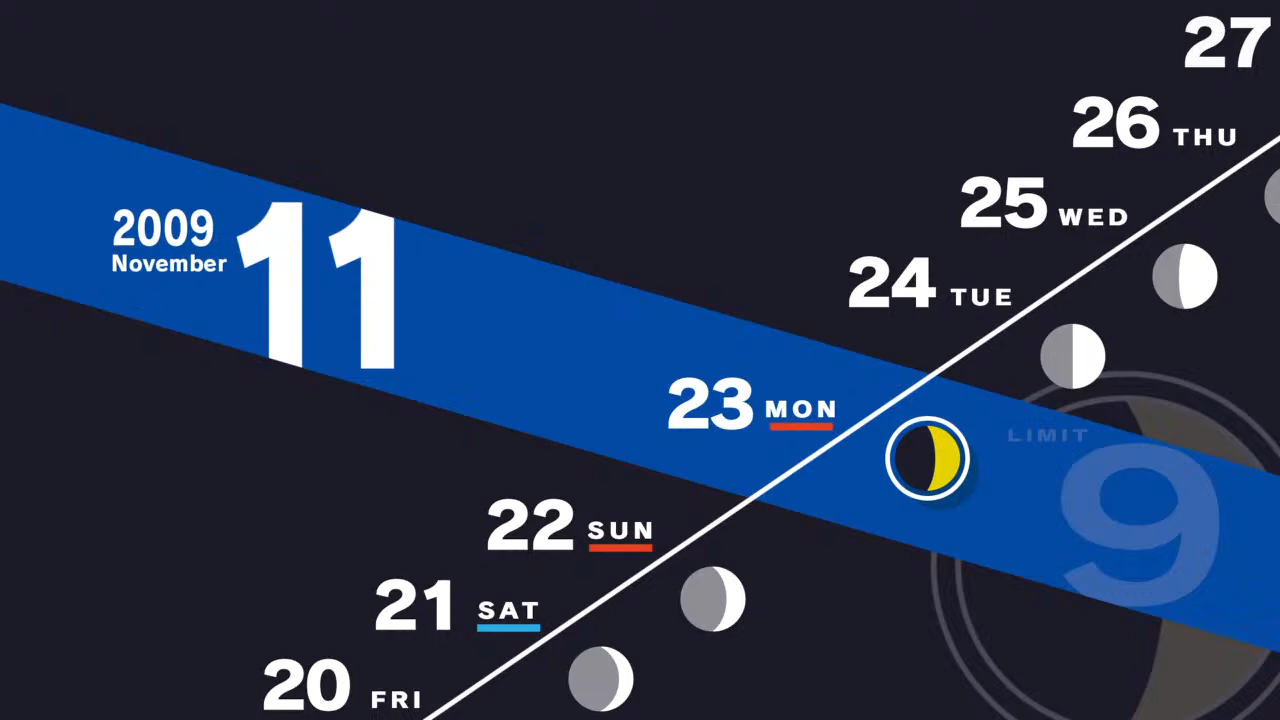 27
26 THU
25 WED
2009
November
11
24 TUE
23 MON
LIMIT
9
22 SUN
21 SAT
20 FRI